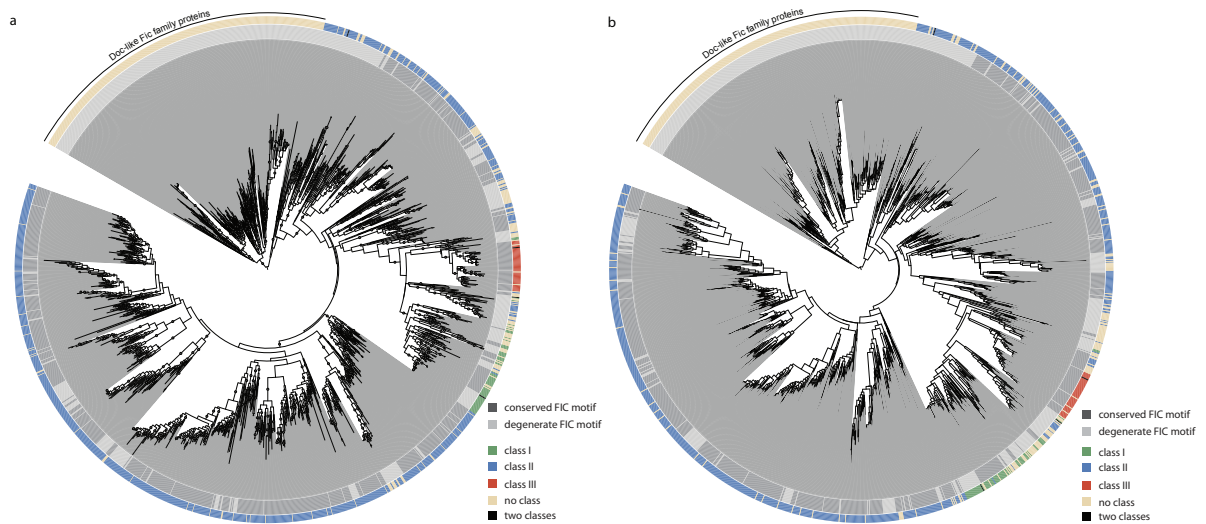 a
Doc-like Fic family proteins
conserved FIC motif
degenerate FIC motif
class I
class II
class III
no class
two classes
b
Doc-like Fic family proteins
conserved FIC motif
degenerate FIC motif
class I
class II
class III
no class
two classes